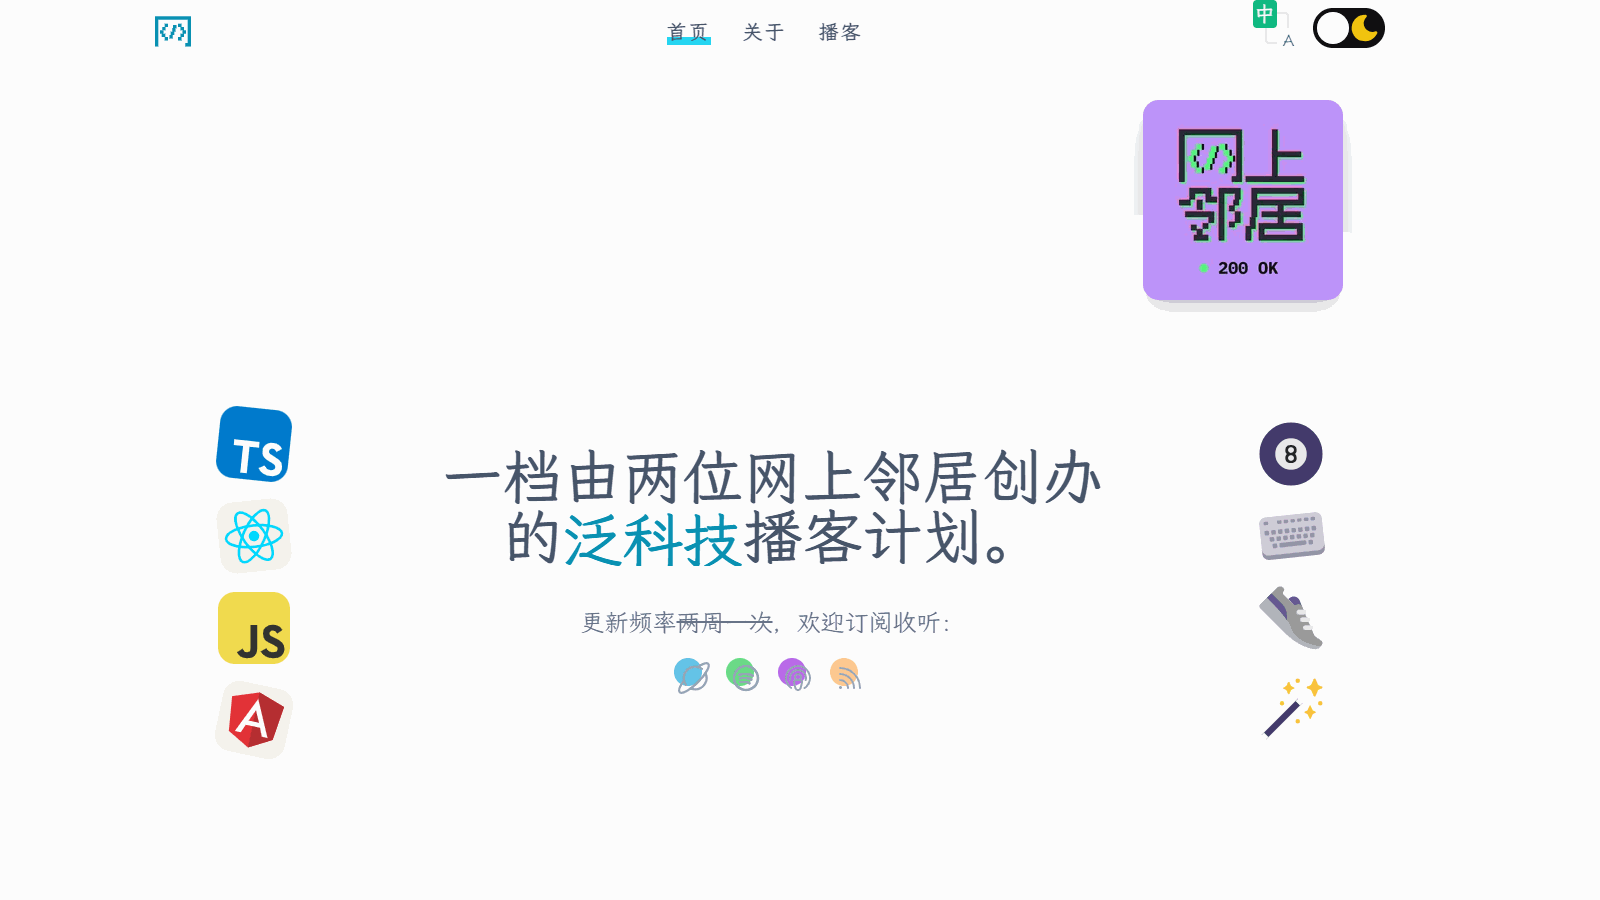 首页
关于
播客
中
A
网上
邻居
200 OK
TS
JS
A
8
一档由两位网上邻居创办
的泛科技播客计划。
更新频率两周一次，欢迎订阅收听：